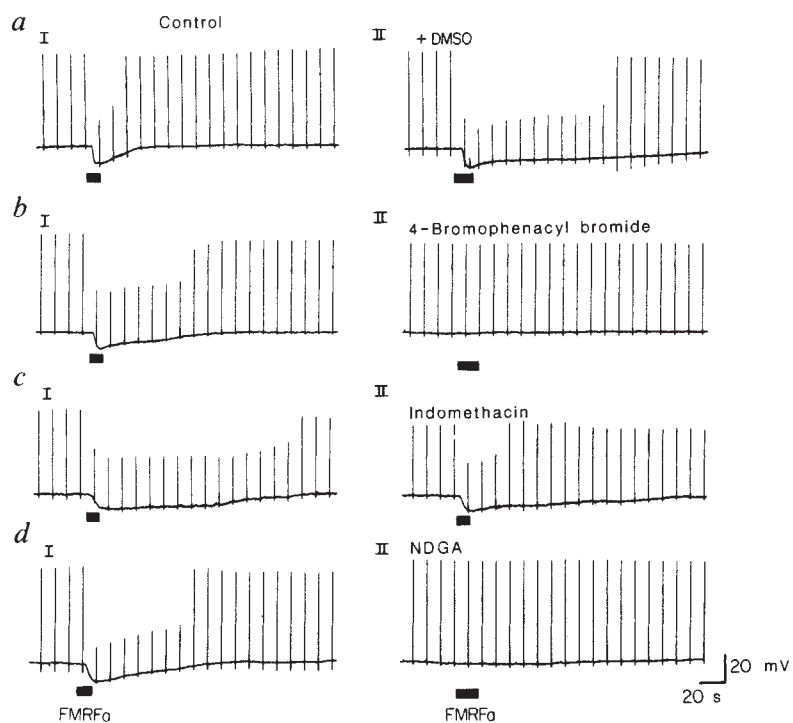 a
Control
I
II
+ DMSO
b
I
II
4-Bromophenacyl bromide
c
I
II
Indomethacin
d
I
II
NDGA
20 mV
20 s
FMRFa
FMRFa